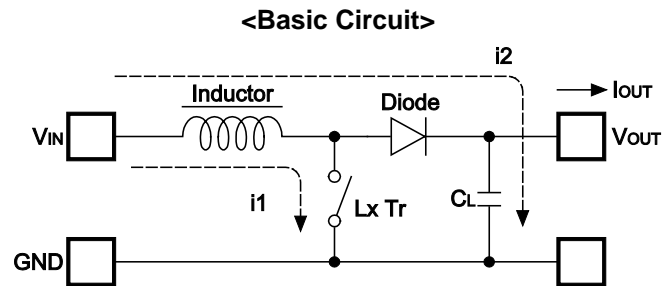 <Basic Circuit>
i2
Inductor
Diode
IOUT
VIN
VOUT
i1
Lx Tr
CL
GND